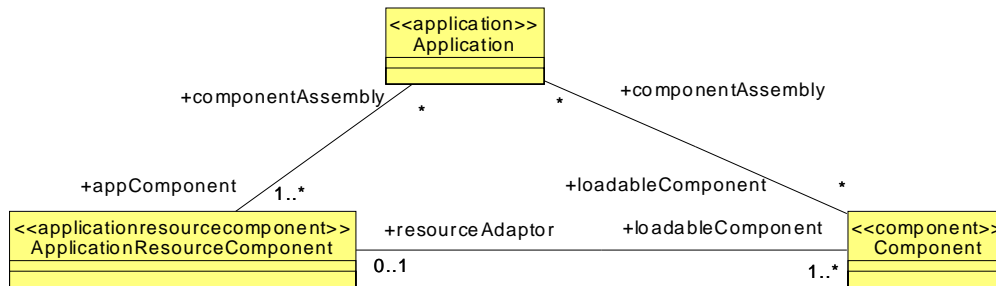 <<application>>
Application
+componentAssembly
*
*
+componentAssembly
+appComponent
1..*
+loadableComponent
*
<<applicationresourcecomponent>>
ApplicationResourceComponent
+resourceAdaptor
0..1
+loadableComponent
1..*
<<component>>
Component